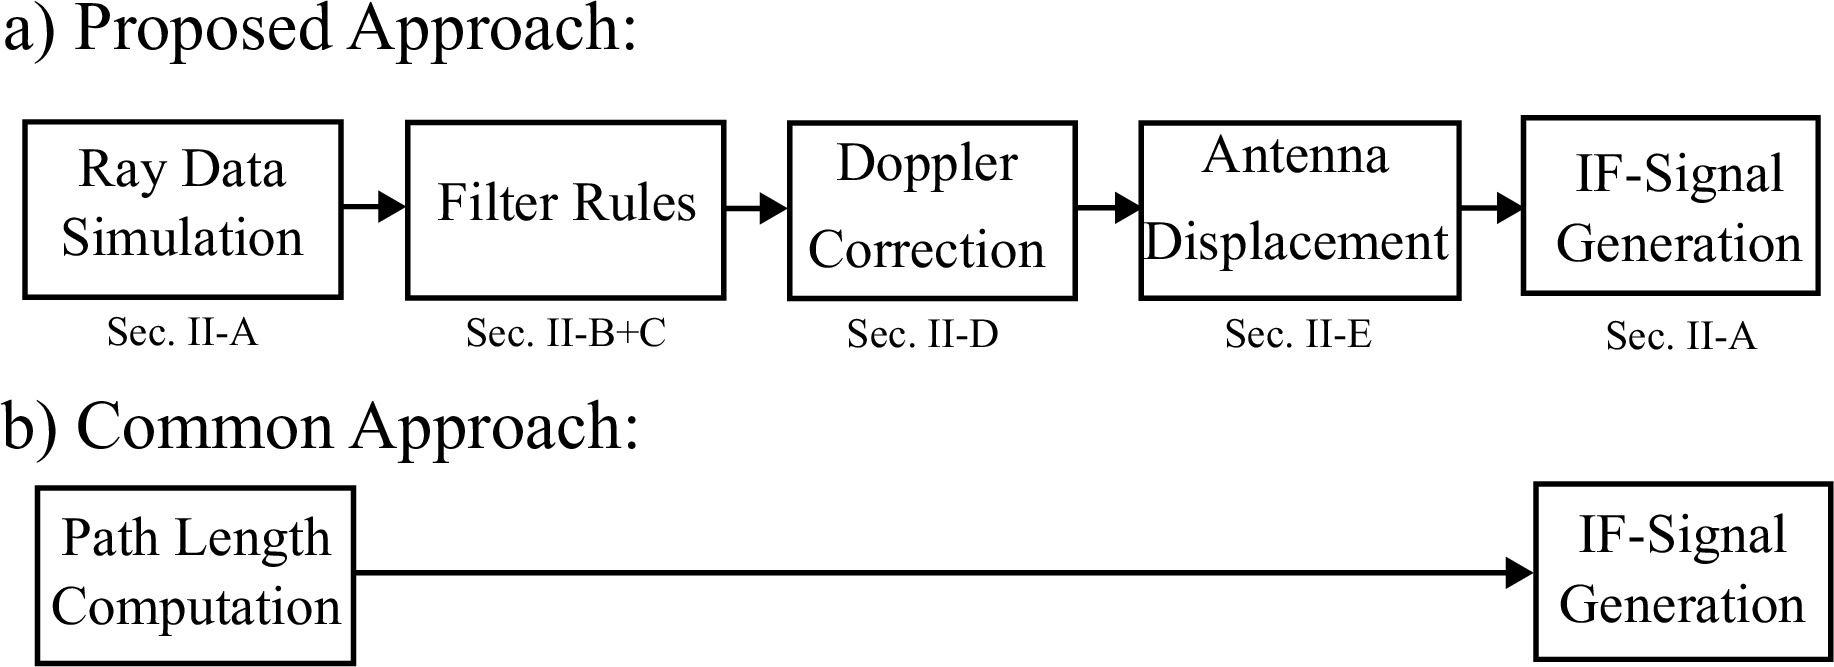 a) Proposed Approach:
Ray Data
Simulation
Filter Rules
Doppler
Correction
Antenna
Displacement
IF-Signal
Generation
Sec. II-A
Sec. II-B+C
Sec. II-D
Sec. II-E
Sec. II-A
b) Common Approach:
Path Length
Computation
IF-Signal
Generation